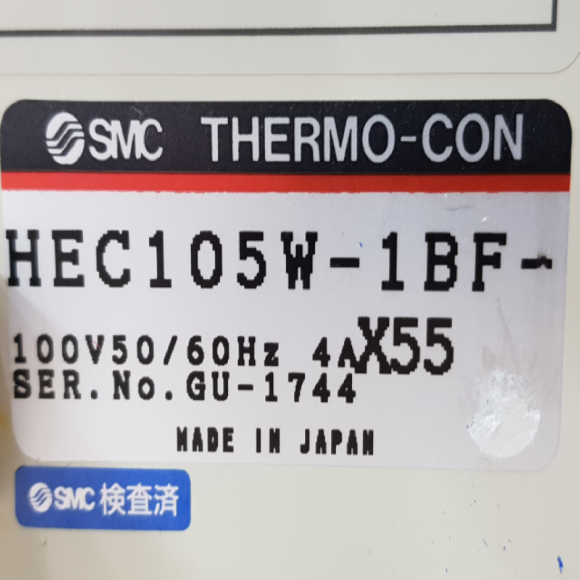 SMC THERMO-CON
HEC105W-1BF-
X55
100V50/60Hz 4A
SER.No.GU-1744
MADE IN JAPAN
SMC 検査済